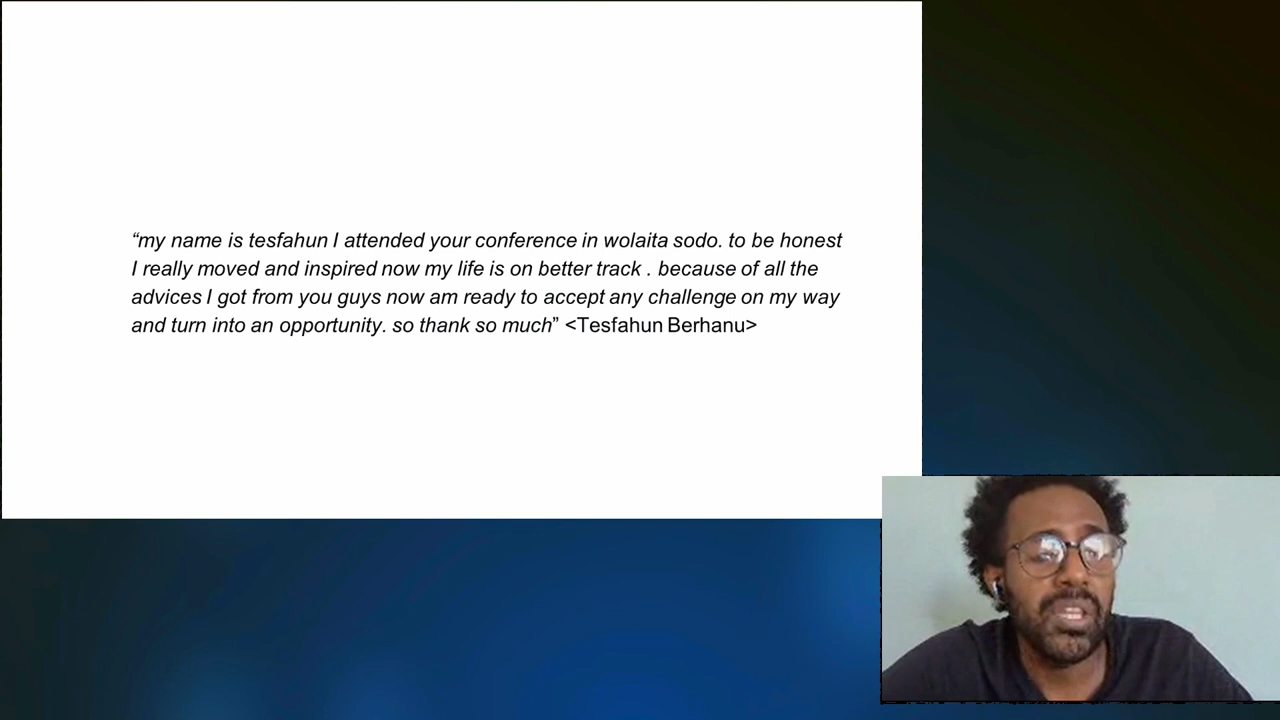 “my name is tesfahun I attended your conference in wolaita sodo. to be honest
I really moved and inspired now my life is on better track . because of all the
advices I got from you guys now am ready to accept any challenge on my way
and turn into an opportunity. so thank so much” <Tesfahun Berhanu>